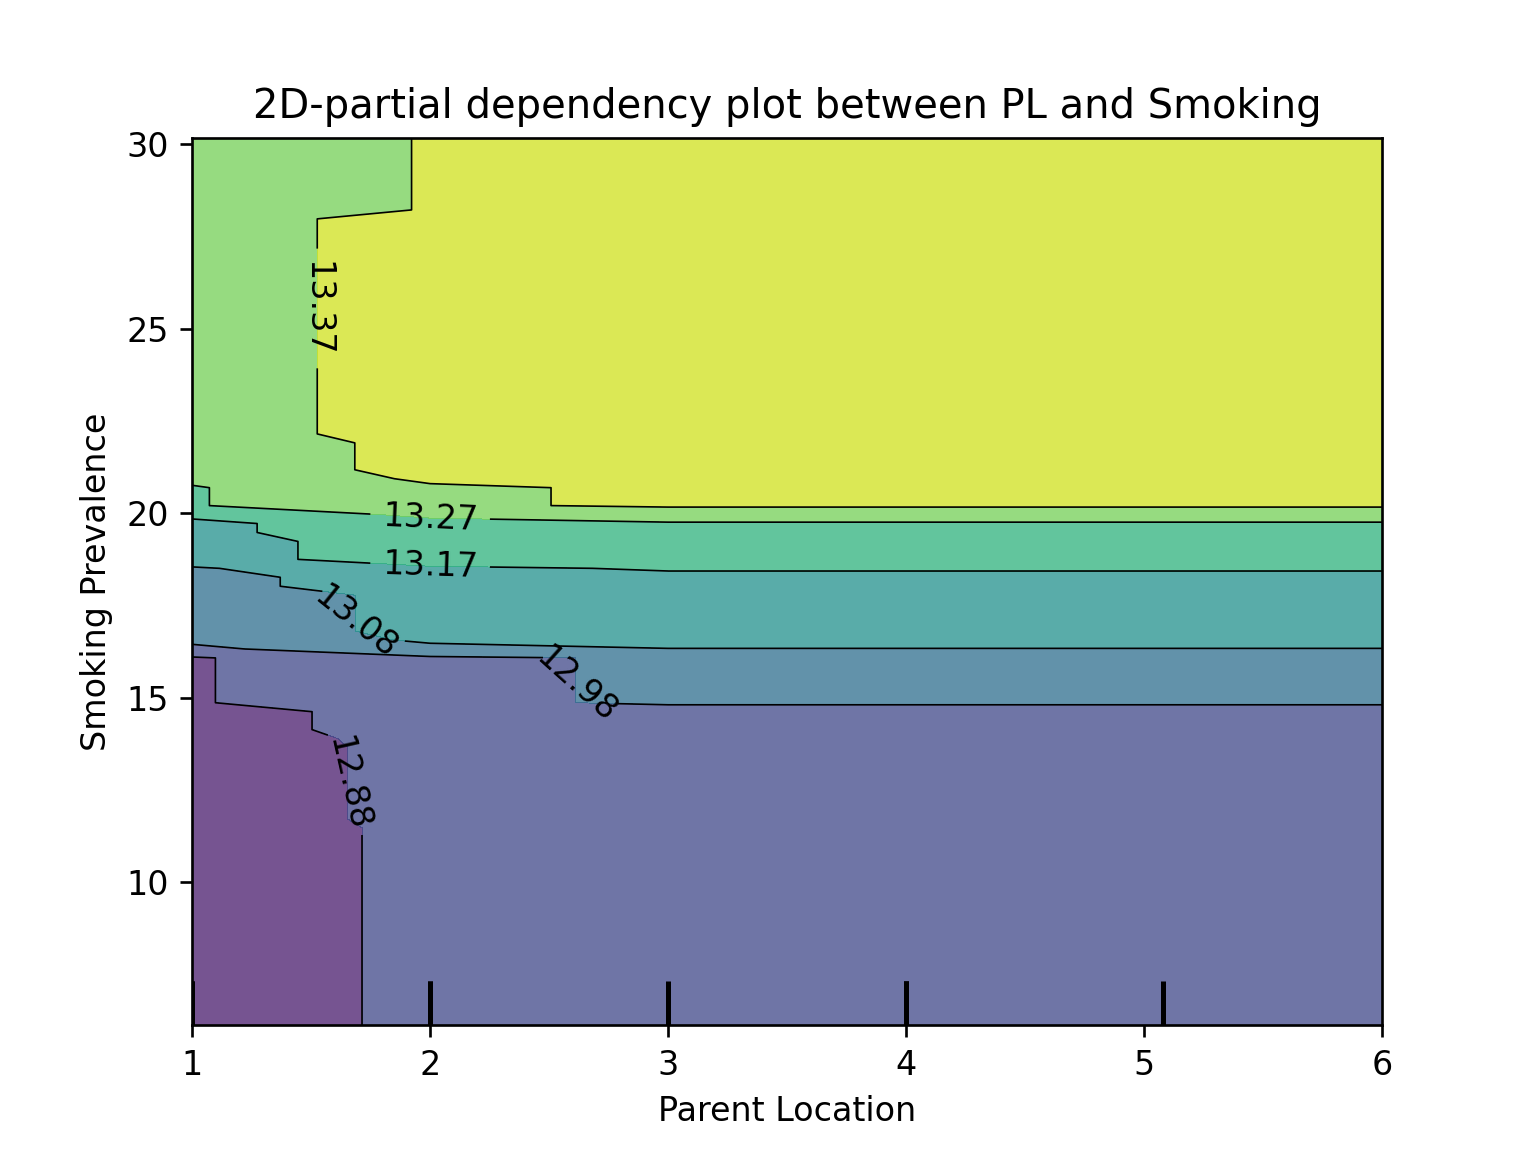 2D-partial dependency plot between PL and Smoking
30
25
20
15
10
Smoking Prevalence
13.37
13.27
13.17
13.08
12.98
12.88
1 2 3 4 5 6
Parent Location